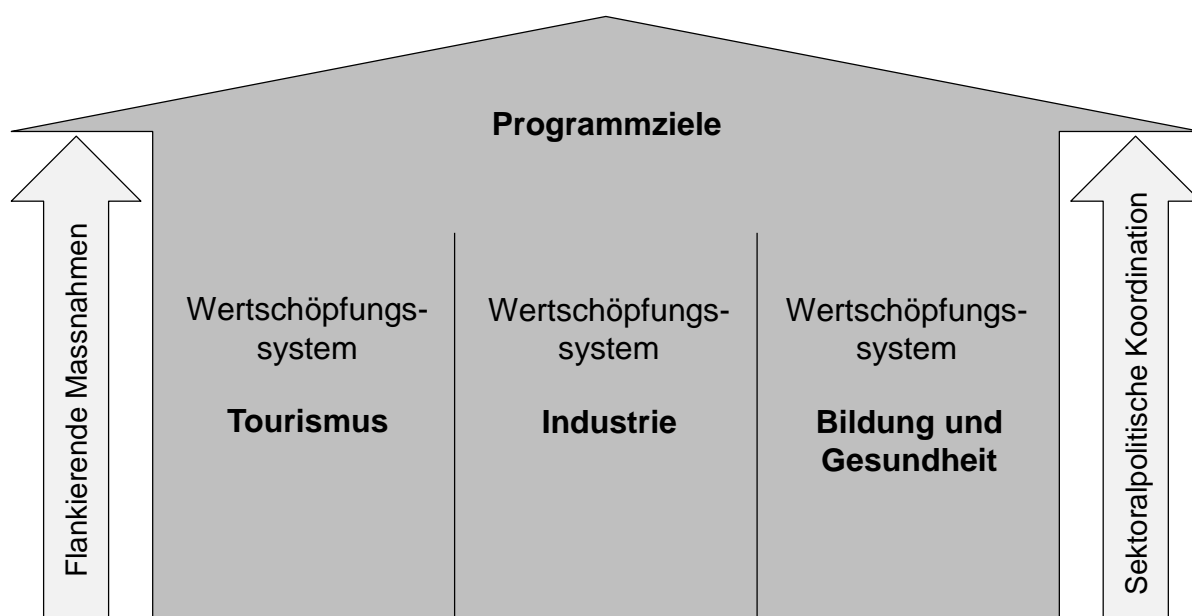 Programmziele
Flankierende Massnahmen
Wertschöpfungs-
system
Tourismus
Wertschöpfungs-
system
Industrie
Wertschöpfungs-
system
Bildung und
Gesundheit
Sektoralpolitische Koordination